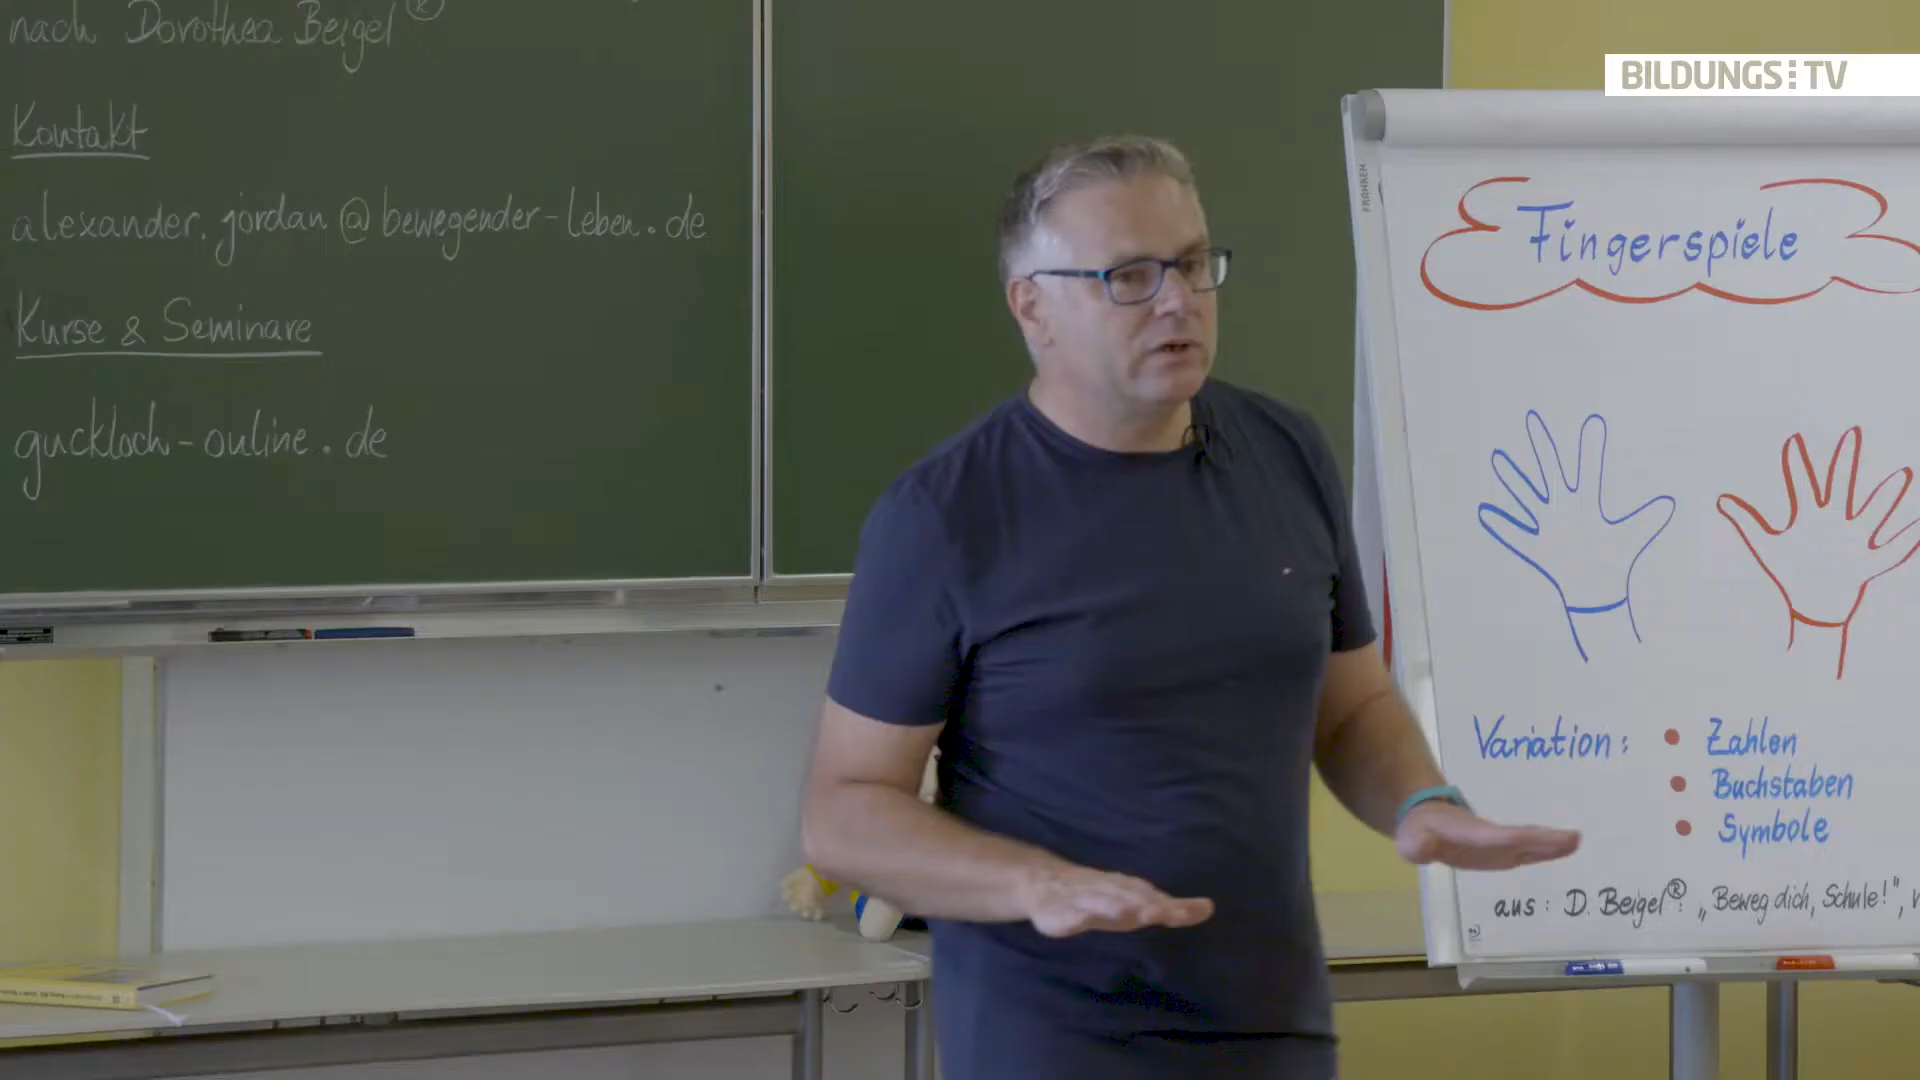 nach Dorothea Beigel®
Kontakt
alexander.jordan@bewegender-leben.de
Kurse & Seminare
guckloch-online.de
BILDUNGS:TV
FRANKEN
Fingerspiele
Variation: • Zahlen
• Buchstaben
• Symbole
aus: D. Beigel®: „Beweg dich, Schule!",